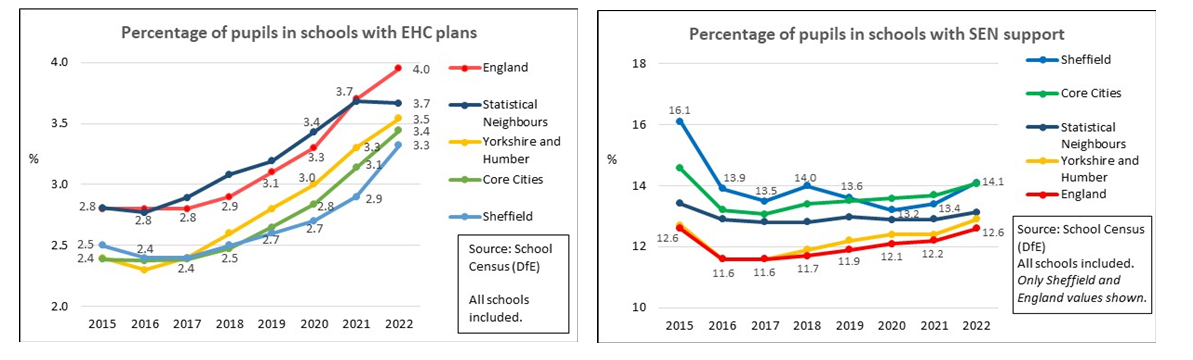 Percentage of pupils in schools with EHC plans
4.0
3.5
3.0
2.5
2.0
%
2.8
2.8
2.8
2.9
3.1
3.3
3.7
4.0
3.4
3.7
3.0
3.3
3.5
2.8
3.1
3.4
2.5
2.4
2.4
2.4
2.5
2.7
2.7
2.9
3.3
2015 2016 2017 2018 2019 2020 2021 2022
England
Statistical
Neighbours
Yorkshire and
Humber
Core Cities
Sheffield
Source: School
Census (DfE)
All schools
included.
Percentage of pupils in schools with SEN support
18
16
14
12
10
%
16.1
13.9
13.5
14.0
13.6
13.2
13.4
14.1
12.6
11.6
11.6
11.7
11.9
12.1
12.2
12.6
2015 2016 2017 2018 2019 2020 2021 2022
Sheffield
Core Cities
Statistical
Neighbours
Yorkshire and
Humber
England
Source: School Census
(DfE)
All schools included.
Only Sheffield and
England values shown.